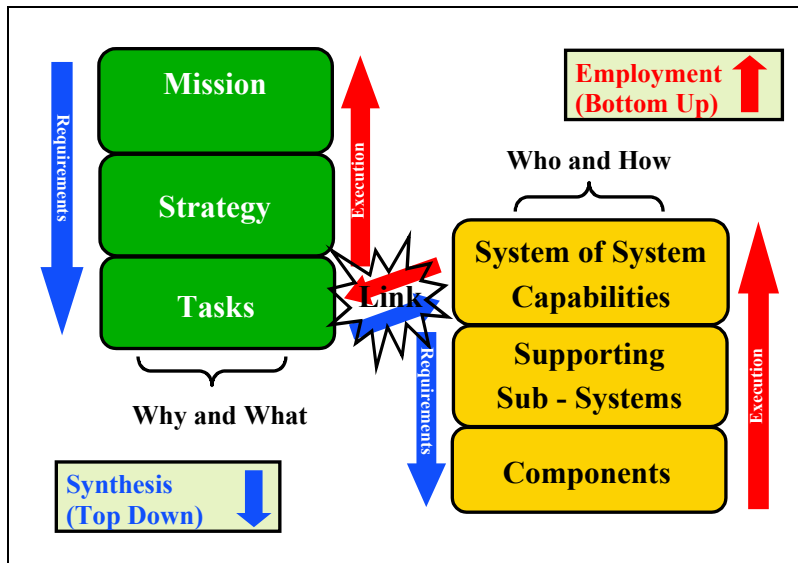 Mission
Strategy
Tasks
Requirements
Execution
Why and What
Synthesis
(Top Down)
Link
Employment
(Bottom Up)
Who and How
System of System
Capabilities
Supporting
Sub - Systems
Components
Requirements
Execution